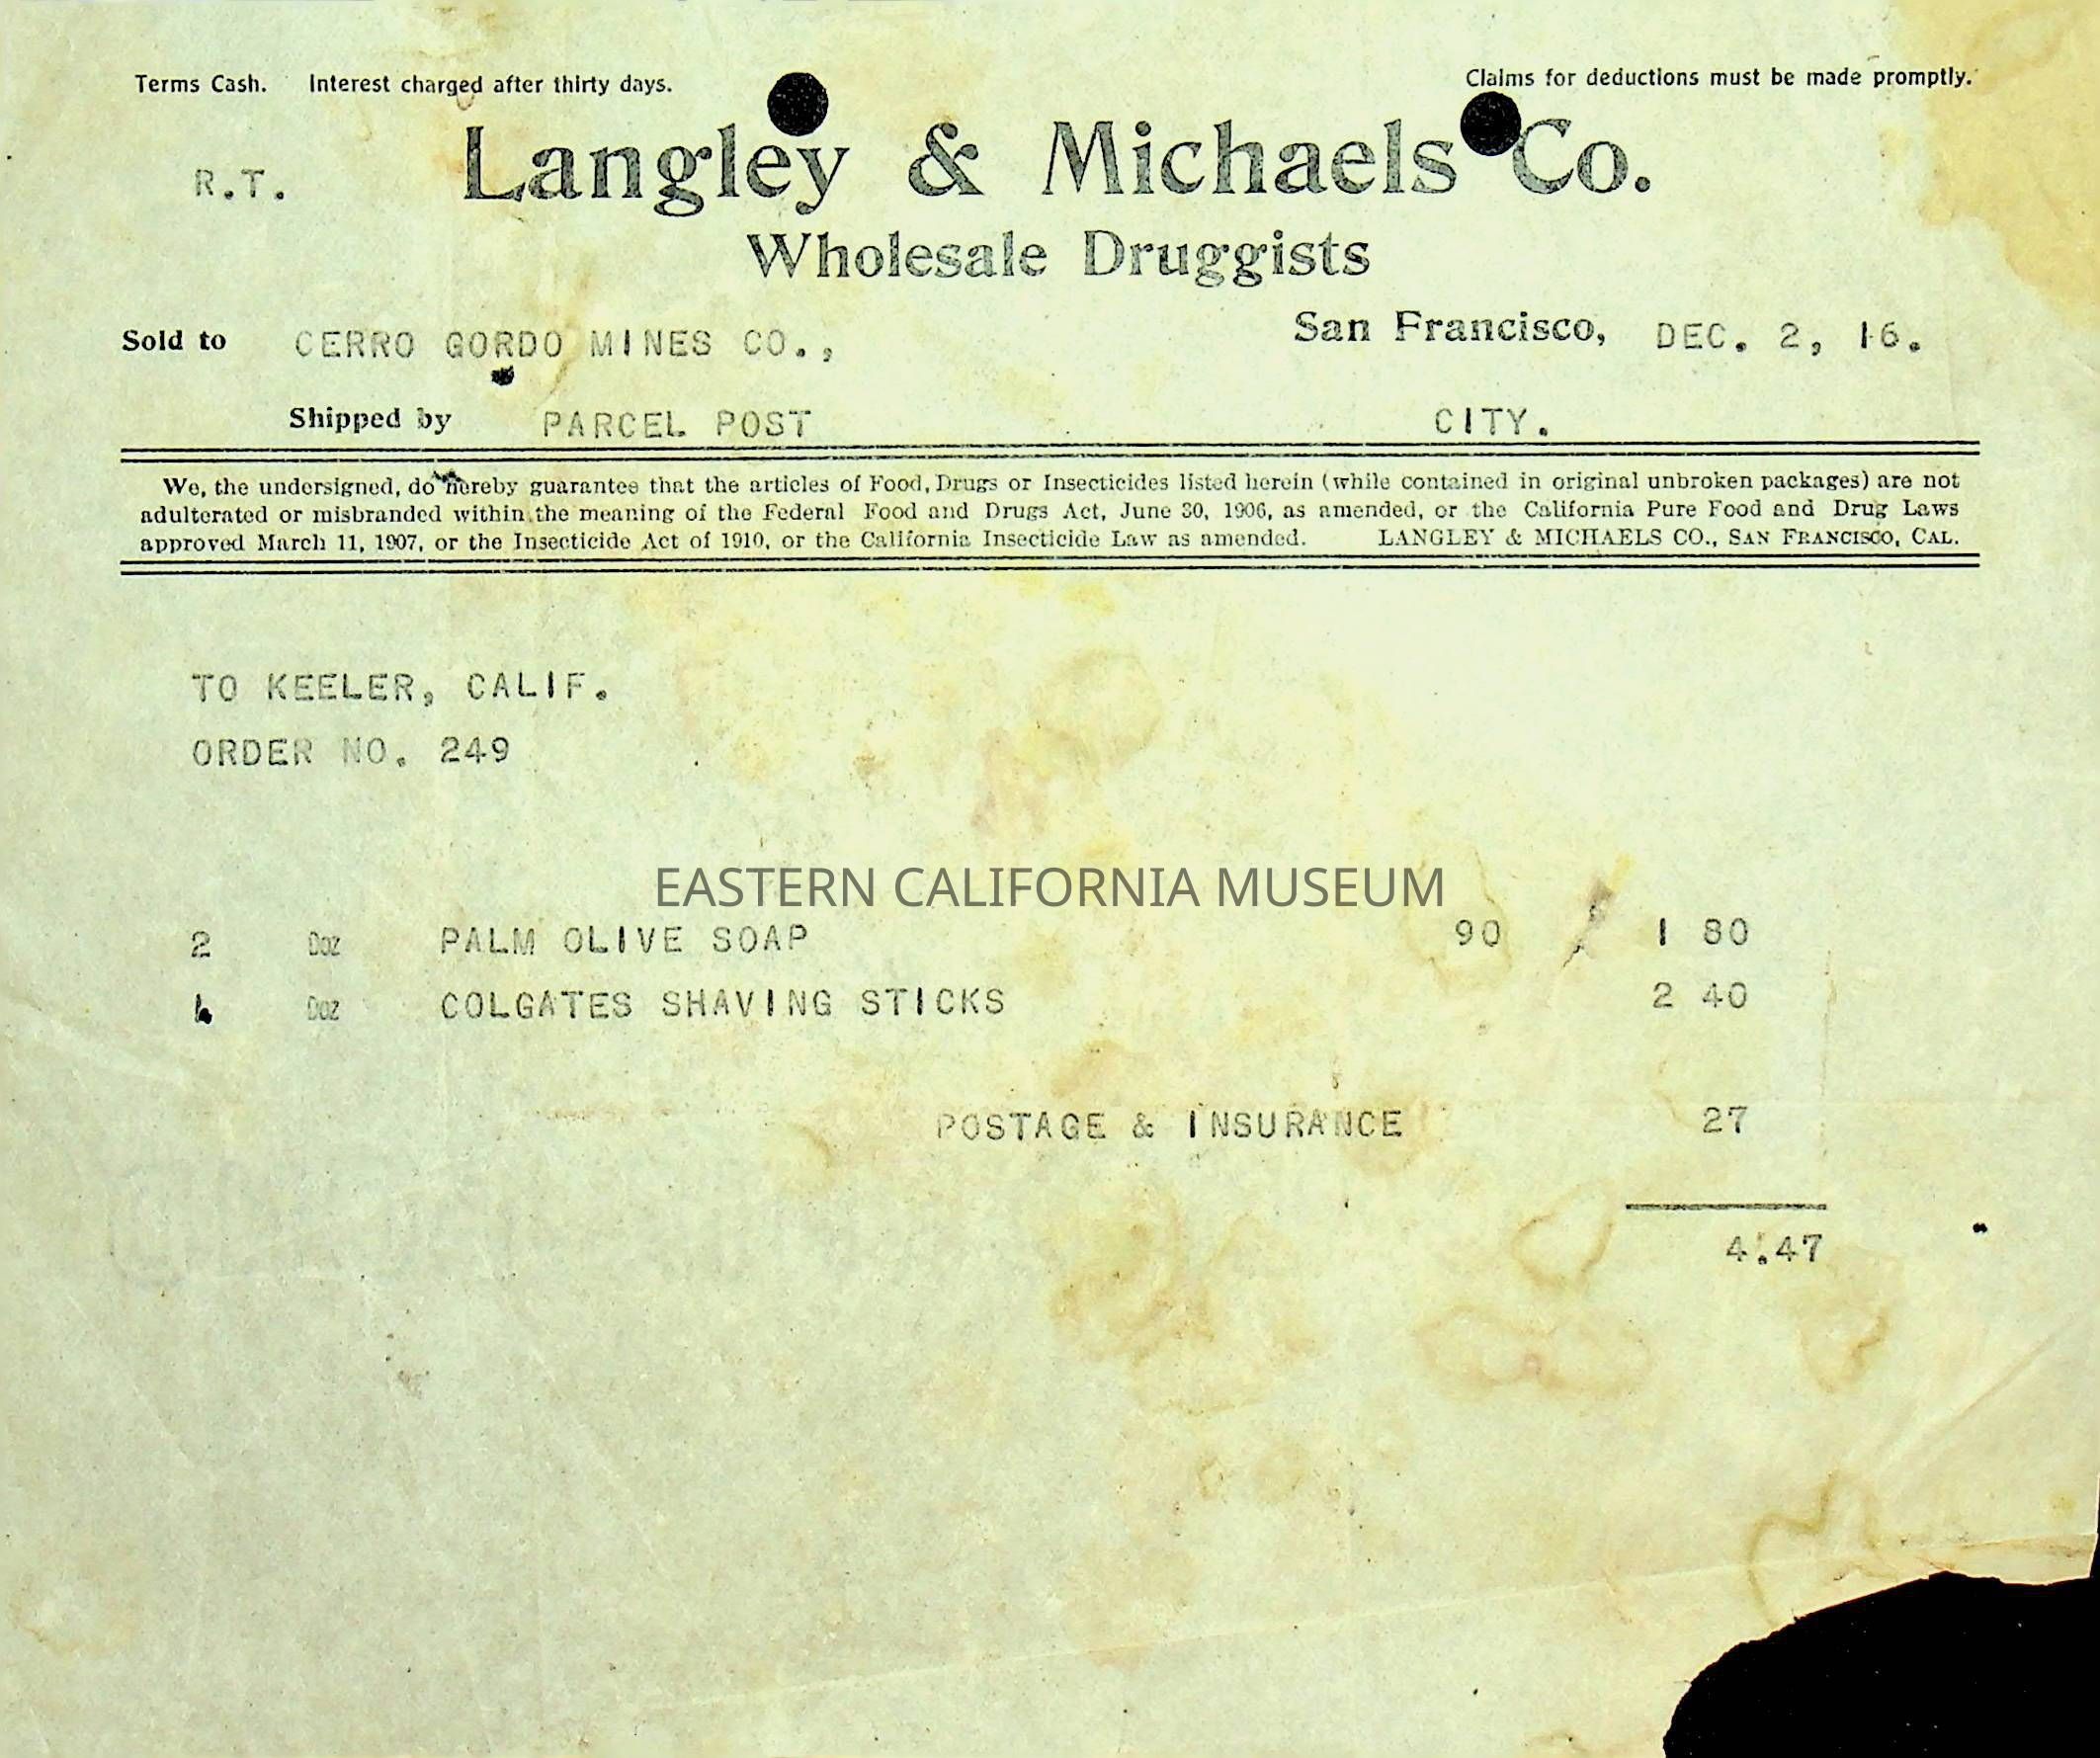 Terms Cash. Interest charged after thirty days. Claims for deductions must be made promptly.
R.T. Langley & Michaels Co.
Wholesale Druggists
Sold to CERRO GORDO MINES CO., San Francisco, DEC. 2, 16.
Shipped by PARCEL POST CITY.
We, the undersigned, do hereby guarantee that the articles of Food, Drugs or Insecticides listed herein (while contained in original unbroken packages) are not
adulterated or misbranded within the meaning of the Federal Food and Drugs Act, June 30, 1906, as amended, or the California Pure Food and Drug Laws
approved March 11, 1907, or the Insecticide Act of 1910, or the California Insecticide Law as amended. LANGLEY & MICHAELS CO., SAN FRANCISCO, CAL.
TO KEELER, CALIF.
ORDER NO. 249
EASTERN CALIFORNIA MUSEUM
2 Doz PALM OLIVE SOAP 90 1 80
Doz COLGATES SHAVING STICKS 2 40
POSTAGE & INSURANCE 27
4.47